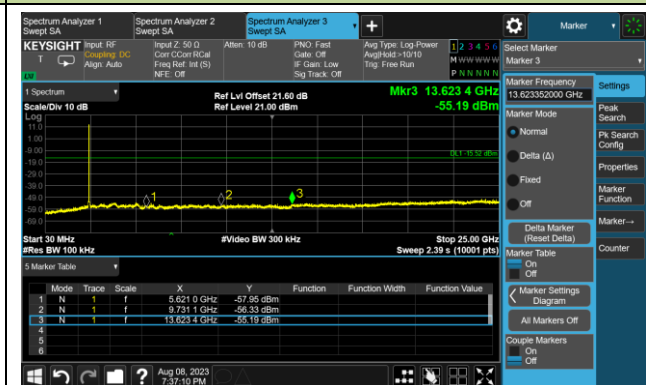 Spectrum Analyzer 1
Swept SA
Spectrum Analyzer 2
Swept SA
Spectrum Analyzer 3
Swept SA
+
Marker
KEYSIGHT
T
LXI
Input: RF
Coupling: DC
Align: Auto
Input Z: 50 Ω
Corr CCorr RCal
Freq Ref: Int (S)
NFE: Off
Atten: 10 dB
PNO: Fast
Gate: Off
IF Gain: Low
Sig Track: Off
Avg Type: Log-Power
Avg|Hold:>10/10
Trig: Free Run
1 2 3 4 5 6
M W W W W W
P N N N N N
Select Marker
Marker 3
1 Spectrum
Scale/Div 10 dB
Ref Lvl Offset 21.60 dB
Ref Level 21.00 dBm
Mkr3 13.623 4 GHz
-55.19 dBm
Log
11.0
1.00
-9.00
-19.0
-29.0
-39.0
-49.0
-59.0
-69.0
DL1 -15.52 dBm
1
2
3
Start 30 MHz
#Res BW 100 kHz
#Video BW 300 kHz
Stop 25.00 GHz
Sweep 2.39 s (10001 pts)
5 Marker Table
Mode Trace Scale X Y Function Function Width Function Value
1 N 1 f 5.621 0 GHz -57.95 dBm
2 N 1 f 9.731 1 GHz -56.33 dBm
3 N 1 f 13.623 4 GHz -55.19 dBm
4
5
6
Marker Frequency
13.623352000 GHz
Marker Mode
Normal
Delta (Δ)
Fixed
Off
Delta Marker
(Reset Delta)
Marker Table
On
Off
Marker Settings
Diagram
All Markers Off
Couple Markers
On
Off
Settings
Peak
Search
Pk Search
Config
Properties
Marker
Function
Marker→
Counter
?
Aug 08, 2023
7:37:10 PM